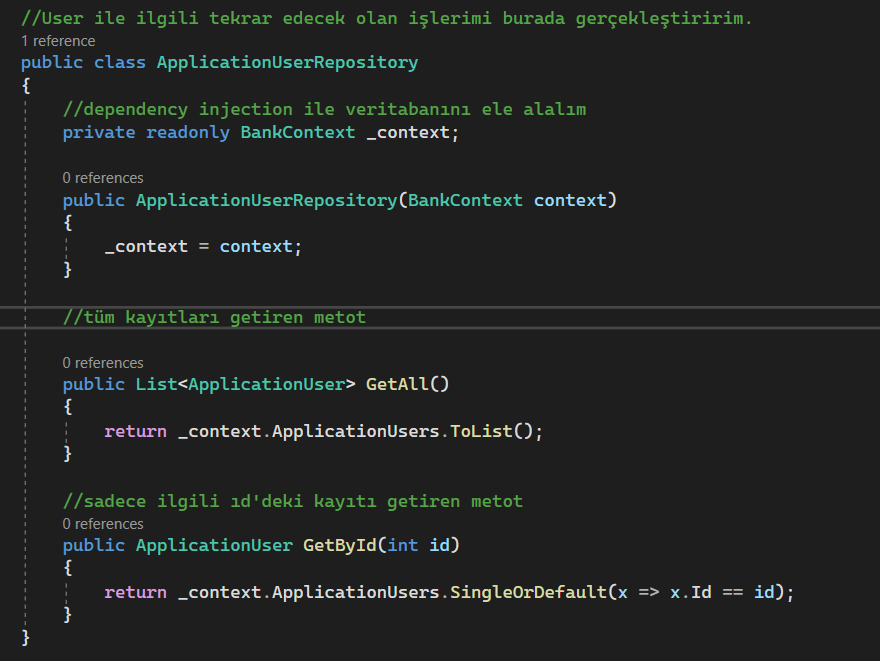 //User ile ilgili tekrar edecek olan işlerimi burada gerçekleştiririm.
1 reference
public class ApplicationUserRepository
{
//dependency injection ile veritabanını ele alalım
private readonly BankContext _context;
0 references
public ApplicationUserRepository(BankContext context)
{
_context = context;
}
//tüm kayıtları getiren metot
0 references
public List<ApplicationUser> GetAll()
{
return _context.ApplicationUsers.ToList();
}
//sadece ilgili ıd'deki kayıtı getiren metot
0 references
public ApplicationUser GetById(int id)
{
return _context.ApplicationUsers.SingleOrDefault(x => x.Id == id);
}
}